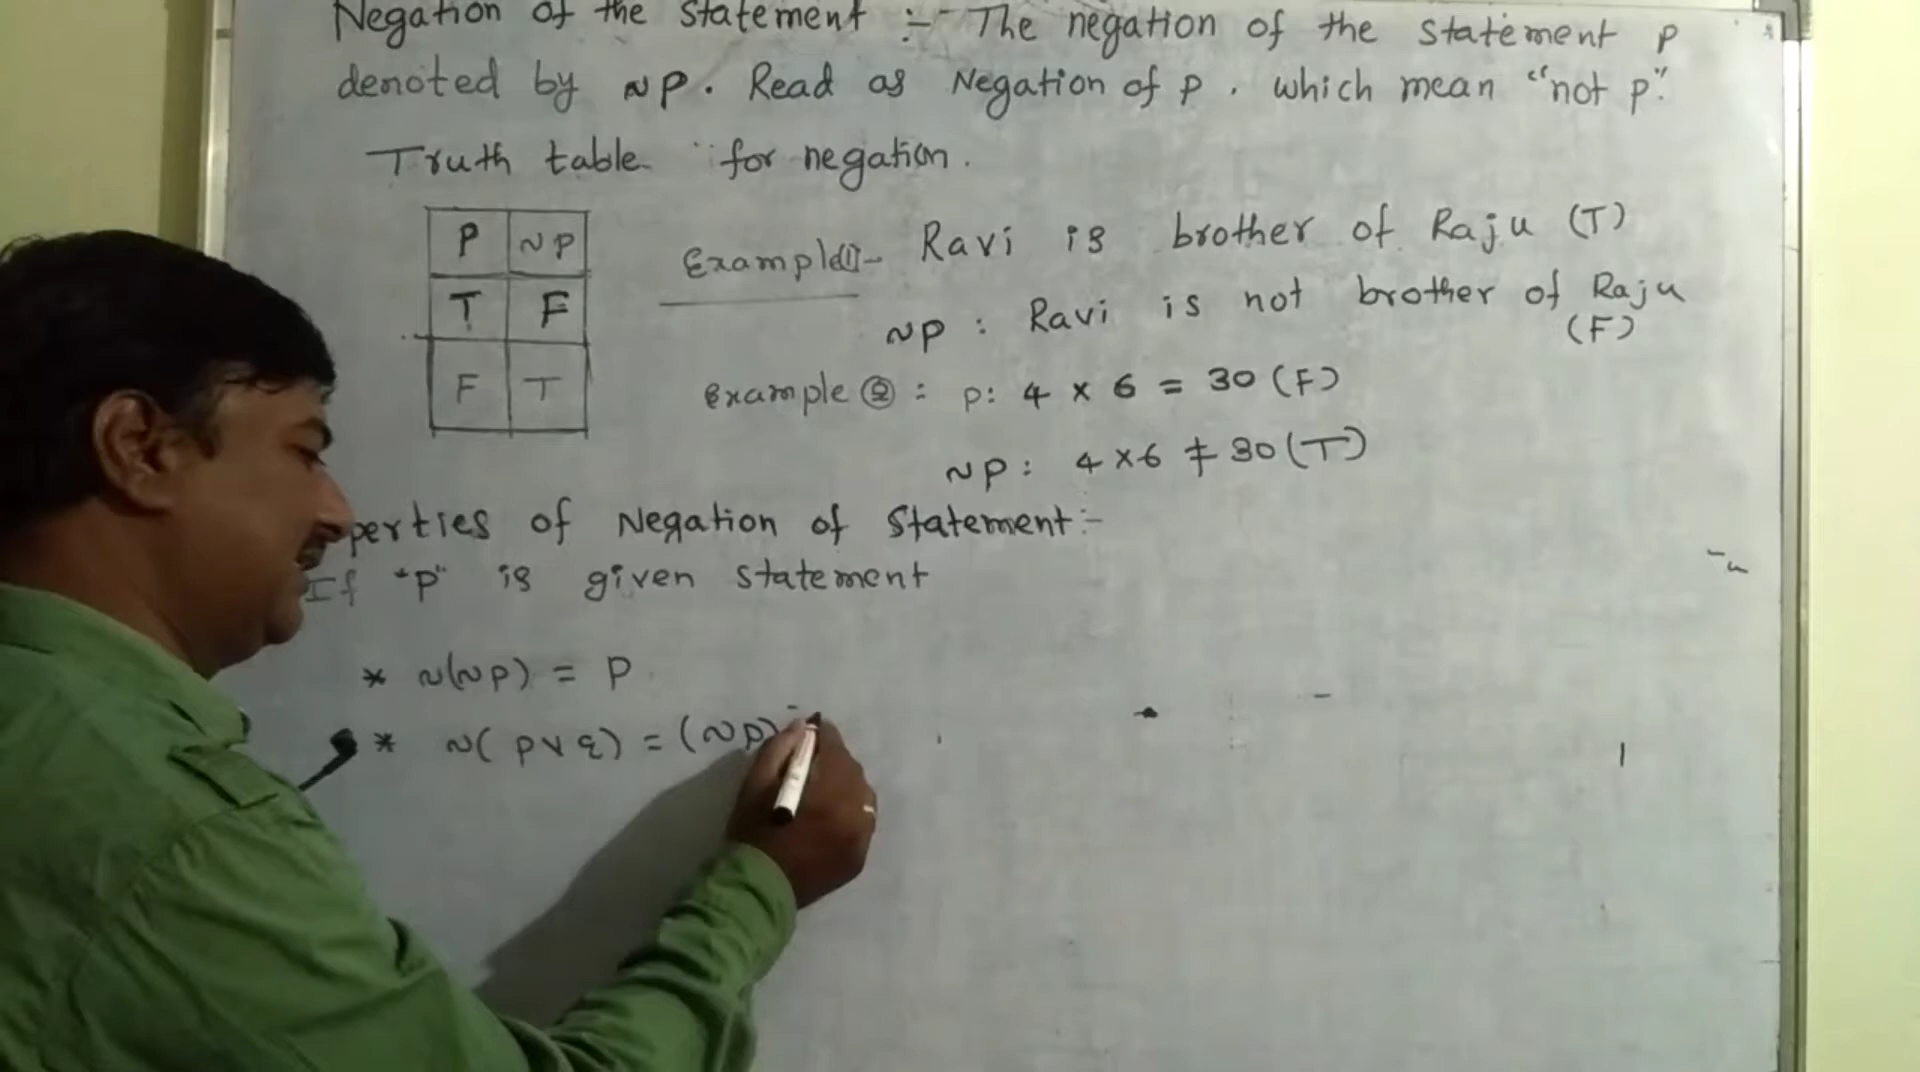 Negation of the statement :- The negation of the statement p
denoted by ~p. Read as Negation of p. which mean "not p".
Truth table for negation.
P ~p
T F
F T
Example①- Ravi is brother of Raju (T)
~p : Ravi is not brother of Raju
(F)
example ② : p: 4 × 6 = 30 (F)
~p : 4 × 6 ≠ 30 (T)
perties of Negation of Statement:-
If "p" is given statement
* ~(~p) = p
* ~( p ∨ q) = (~p)